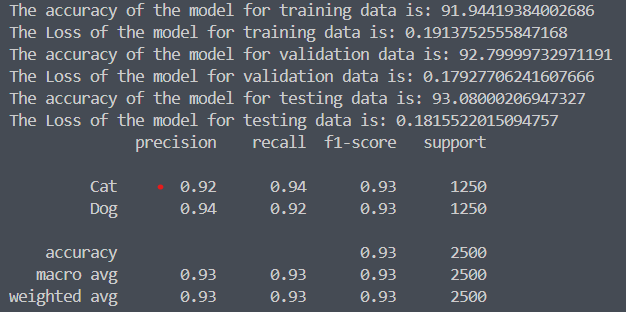 The accuracy of the model for training data is: 91.94419384002686
The Loss of the model for training data is: 0.1913752555847168
The accuracy of the model for validation data is: 92.79999732971191
The Loss of the model for validation data is: 0.17927706241607666
The accuracy of the model for testing data is: 93.08000206947327
The Loss of the model for testing data is: 0.1815522015094757
precision recall f1-score support
Cat 0.92 0.94 0.93 1250
Dog 0.94 0.92 0.93 1250
accuracy 0.93 2500
macro avg 0.93 0.93 0.93 2500
weighted avg 0.93 0.93 0.93 2500